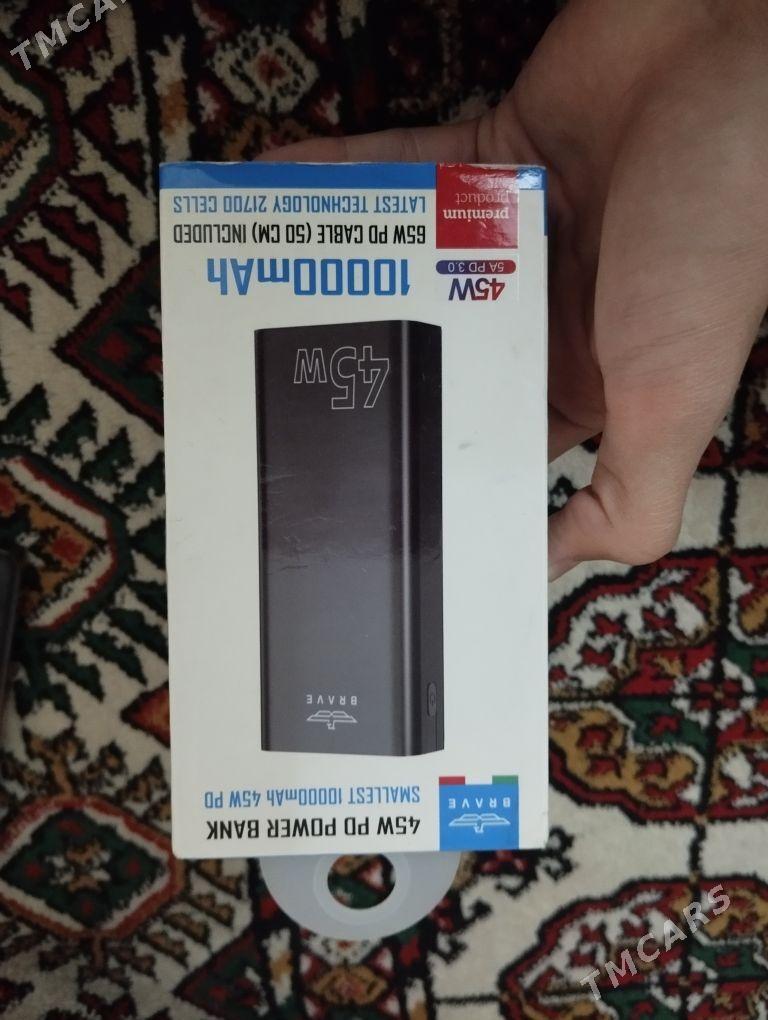 45W PD POWER BANK
SMALLEST 10000mAh 45W PD
BRAVE
BRAVE
45W
10000mAh
45W
5A PD 3.0
65W PD CABLE (50 CM) INCLUDED
LATEST TECHNOLOGY 21700 CELLS
premium
product
TMCARS
TMCARS